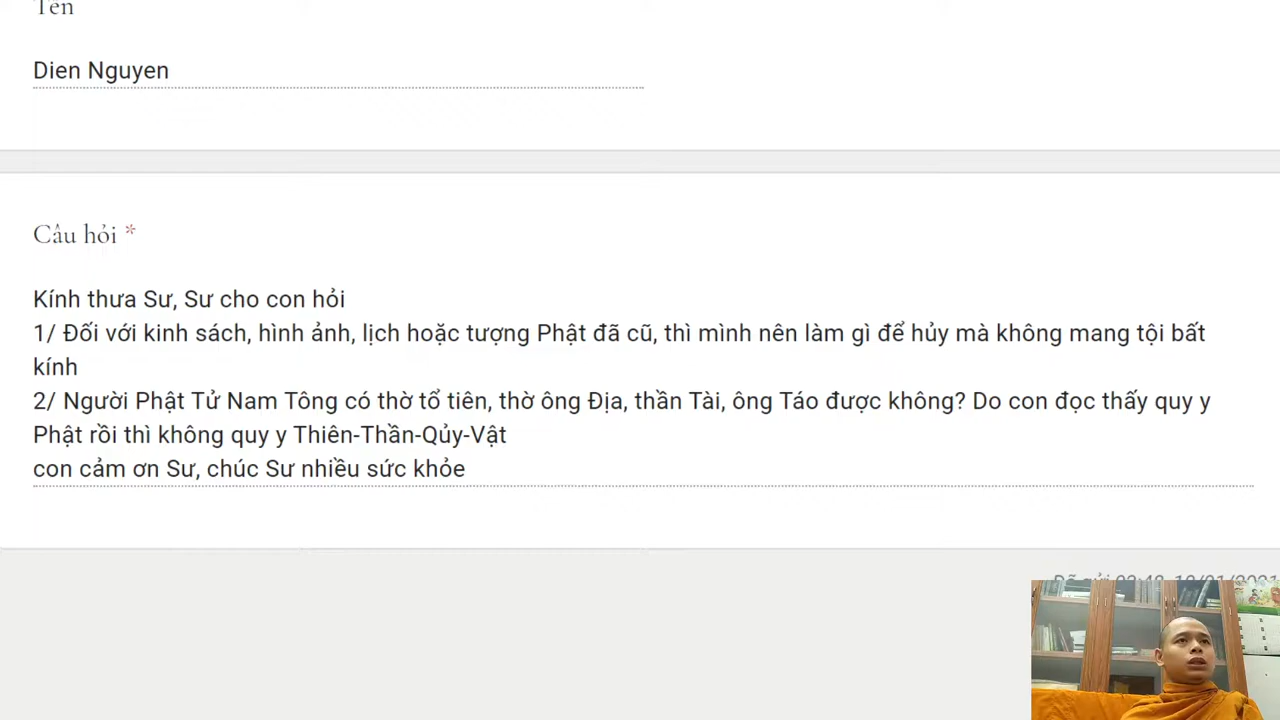 Tên
Dien Nguyen
Câu hỏi *
Kính thưa Sư, Sư cho con hỏi
1/ Đối với kinh sách, hình ảnh, lịch hoặc tượng Phật đã cũ, thì mình nên làm gì để hủy mà không mang tội bất
kính
2/ Người Phật Tử Nam Tông có thờ tổ tiên, thờ ông Địa, thần Tài, ông Táo được không? Do con đọc thấy quy y
Phật rồi thì không quy y Thiên-Thần-Qủy-Vật
con cảm ơn Sư, chúc Sư nhiều sức khỏe
Đã gửi